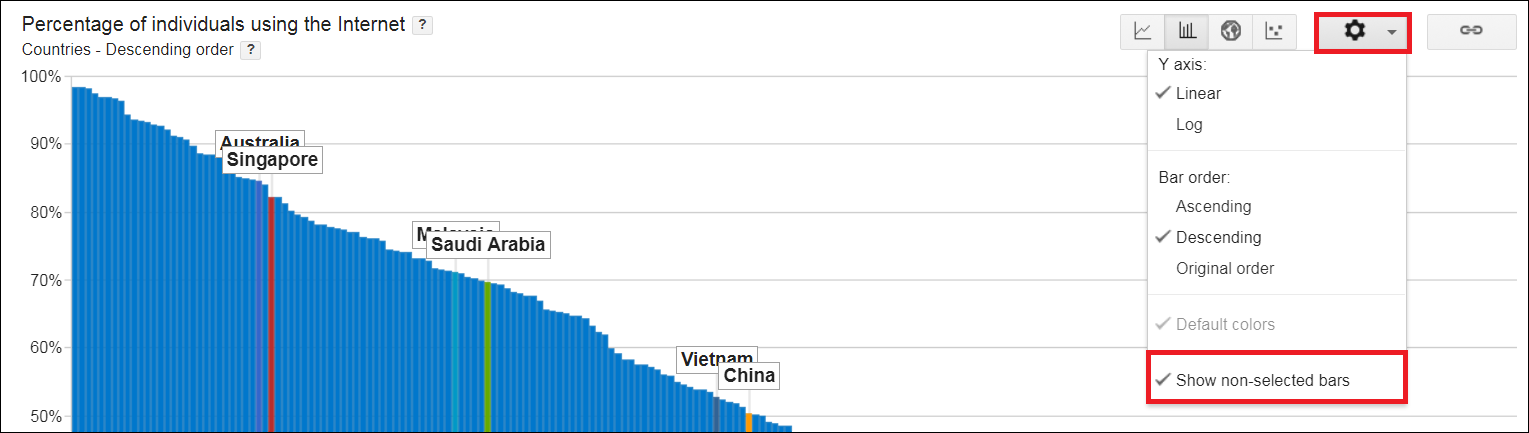 Percentage of individuals using the Internet ?
Countries - Descending order ?
100%
90%
80%
70%
60%
50%
Australia
Singapore
Malaysia
Saudi Arabia
Vietnam
China
Y axis:
Linear
Log
Bar order:
Ascending
Descending
Original order
Default colors
Show non-selected bars